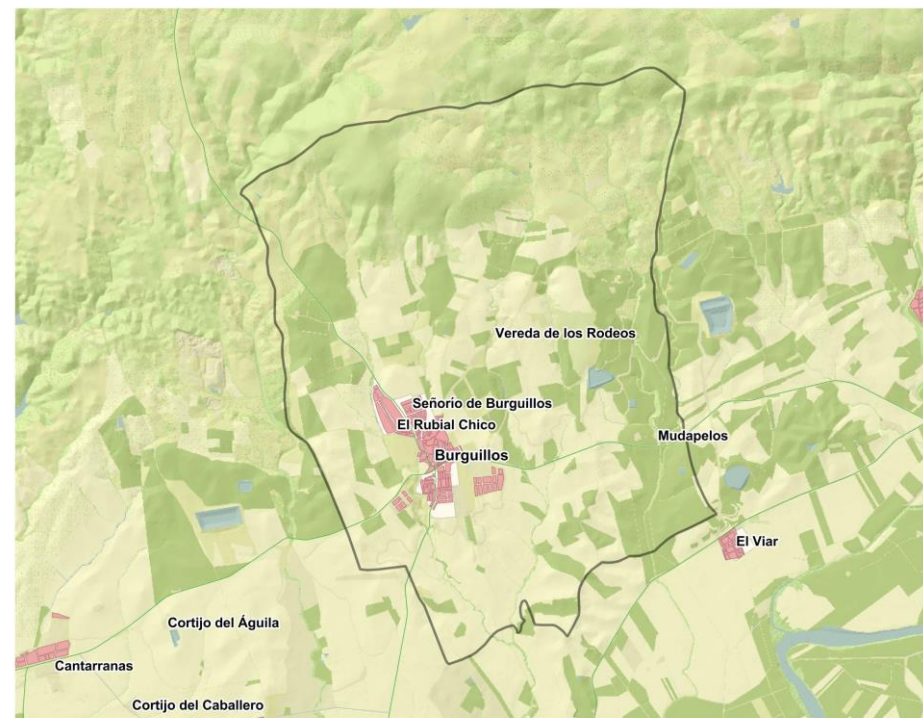 Vereda de los Rodeos
Señorío de Burguillos
El Rubial Chico
Mudapelos
Burguillos
El Viar
Cortijo del Águila
Cantarranas
Cortijo del Caballero